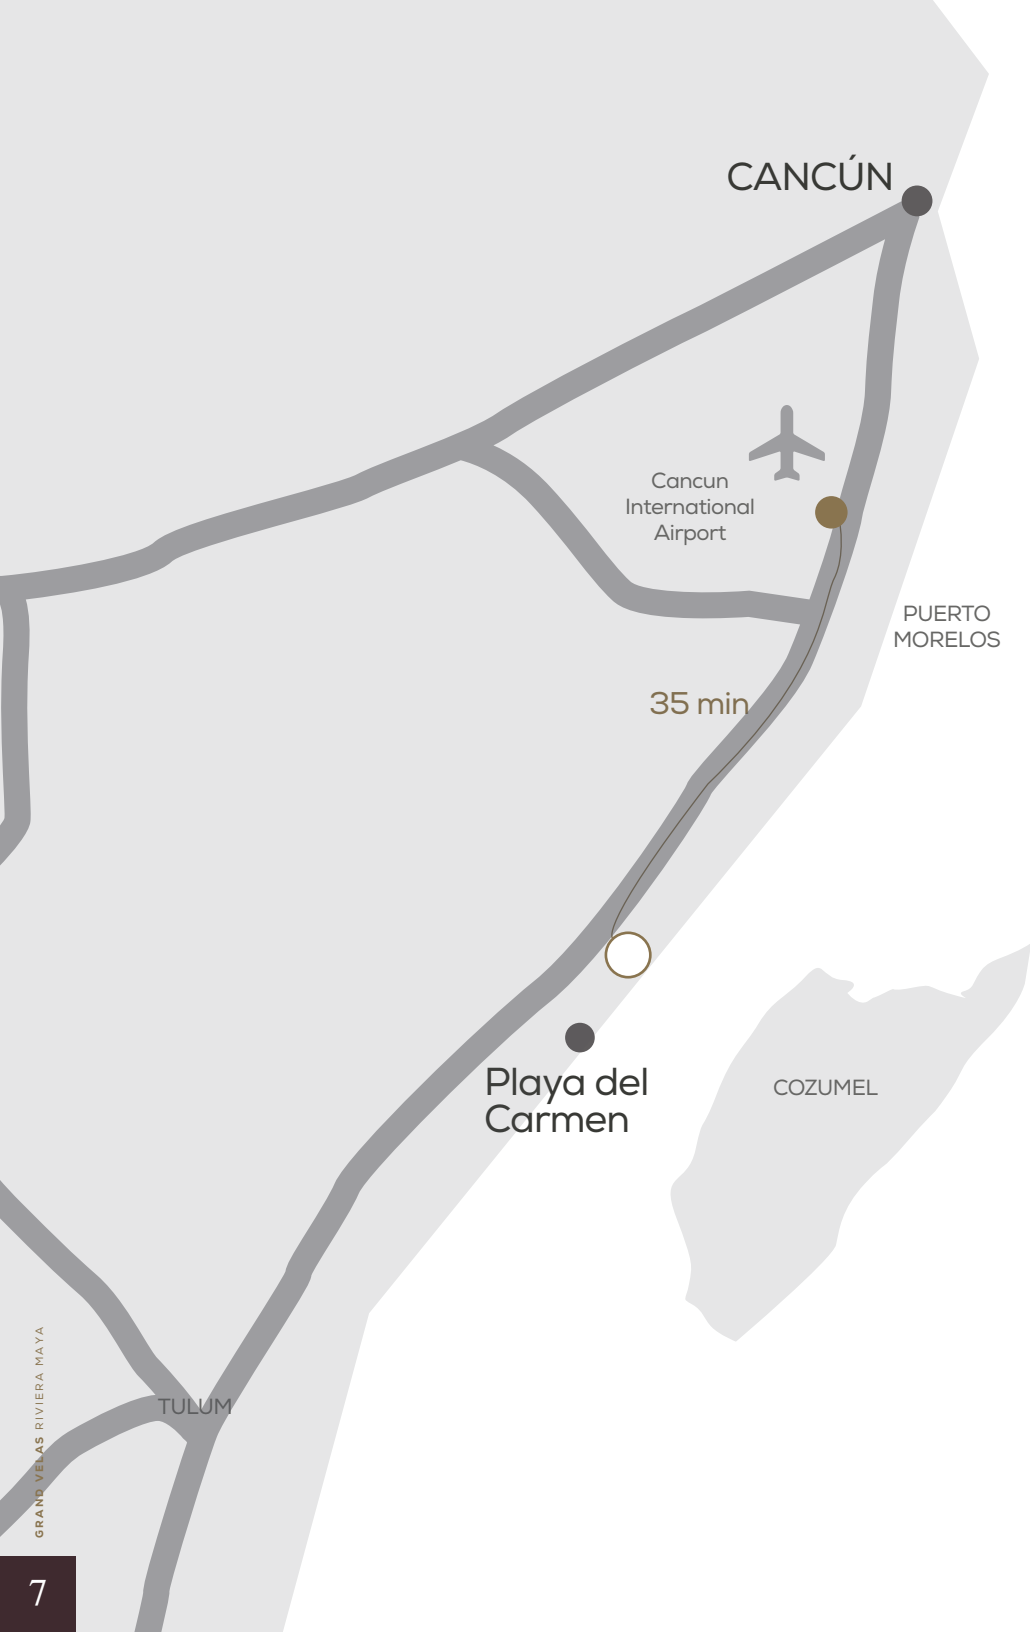 CANCÚN
Cancun
International
Airport
PUERTO
MORELOS
35 min
Playa del
Carmen
COZUMEL
TULUM
GRAND VELAS RIVIERA MAYA
7